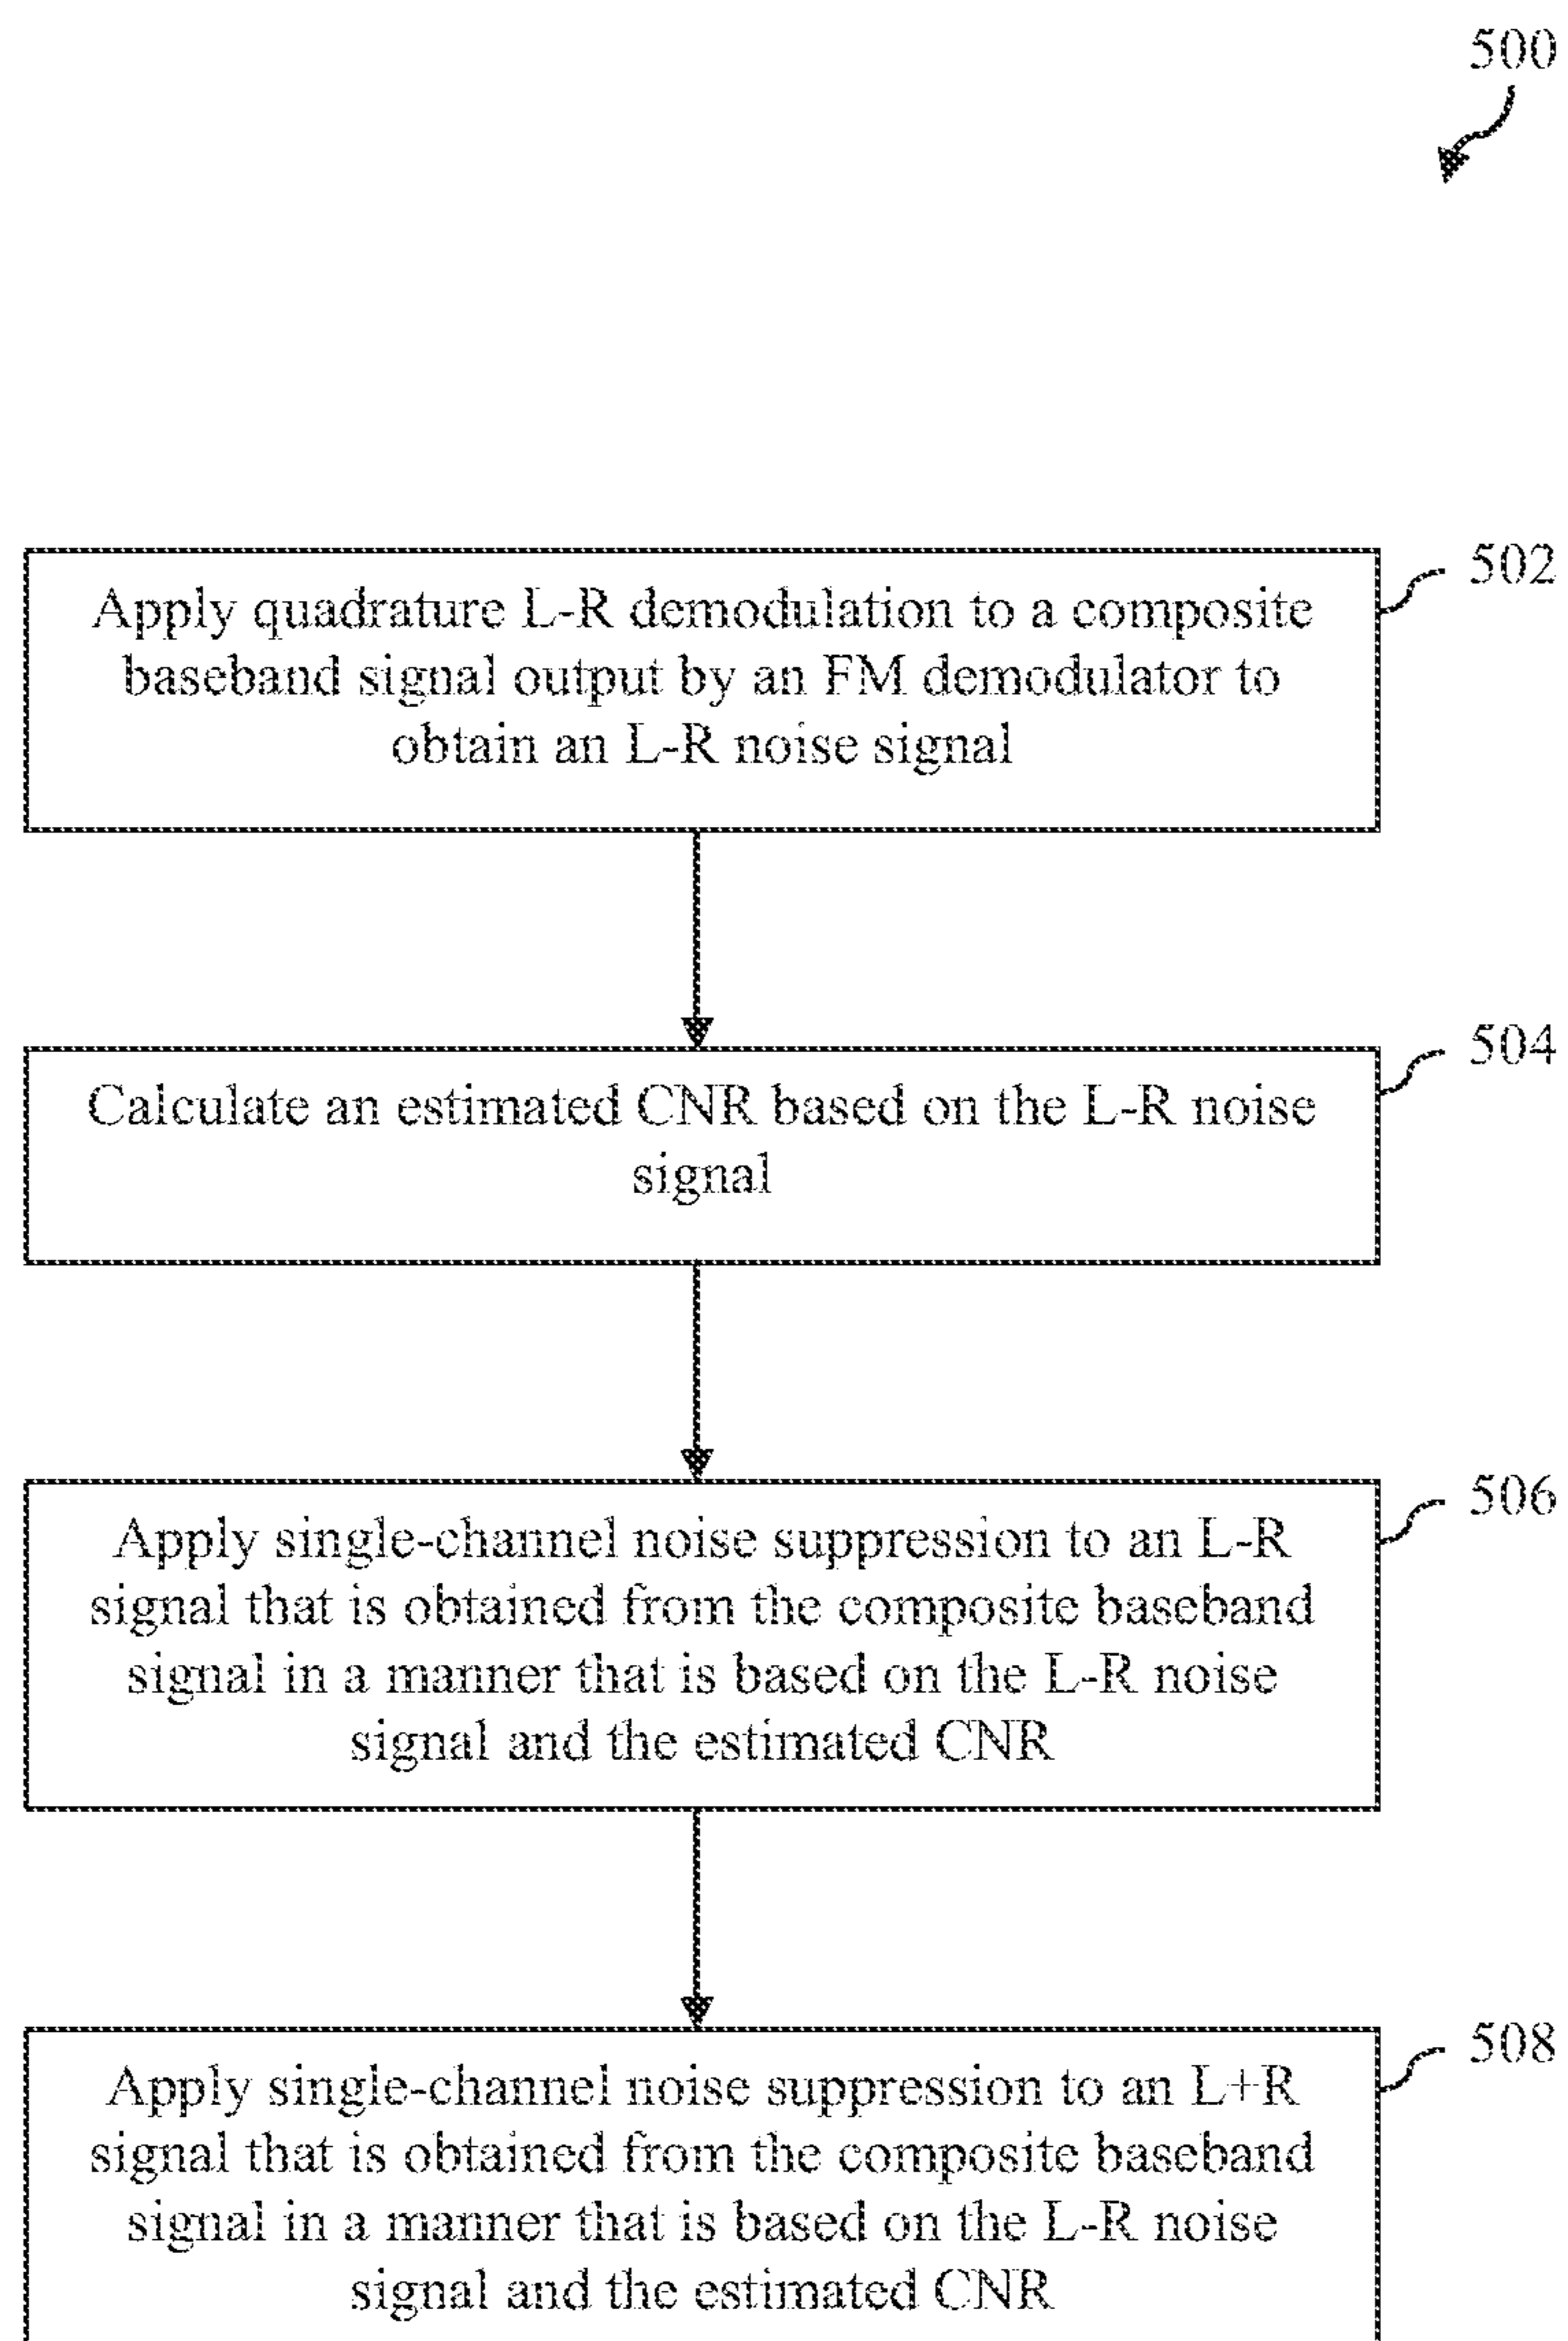 500
502
Apply quadrature L-R demodulation to a composite
baseband signal output by an FM demodulator to
obtain an L-R noise signal
504
Calculate an estimated CNR based on the L-R noise
signal
506
Apply single-channel noise suppression to an L-R
signal that is obtained from the composite baseband
signal in a manner that is based on the L-R noise
signal and the estimated CNR
508
Apply single-channel noise suppression to an L+R
signal that is obtained from the composite baseband
signal in a manner that is based on the L-R noise
signal and the estimated CNR